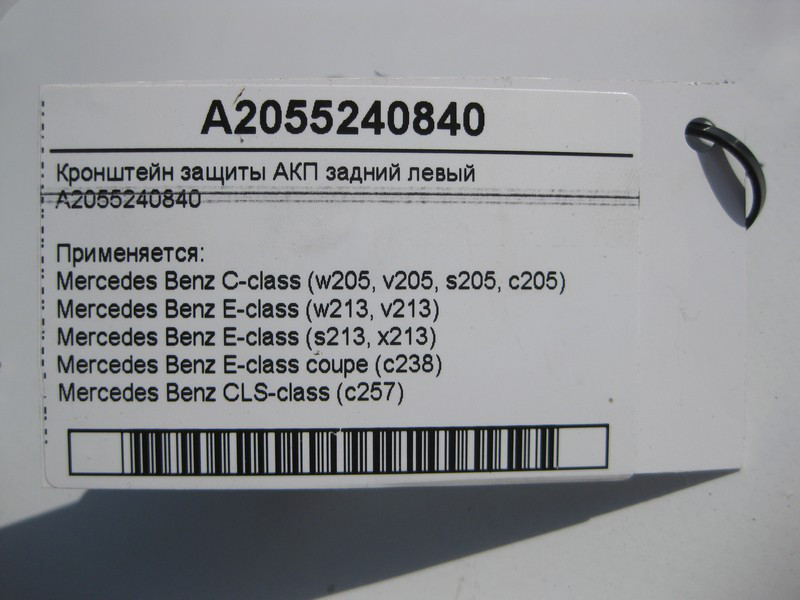 A2055240840
Кронштейн защиты АКП задний левый
A2055240840
Применяется:
Mercedes Benz C-class (w205, v205, s205, c205)
Mercedes Benz E-class (w213, v213)
Mercedes Benz E-class (s213, x213)
Mercedes Benz E-class coupe (c238)
Mercedes Benz CLS-class (c257)